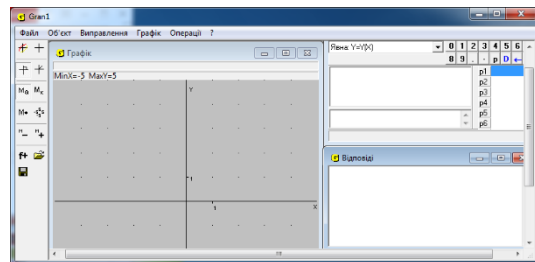 Gran1
Файл Об'єкт Виправлення Графік Операції ?
Графік
MinX=-5 MaxY=5
Y
1
1
X
Явна: Y=Y(X)
0 1 2 3 4 5 6
8 9 . · p D ←
p1
p2
p3
p4
p5
p6
Відповіді